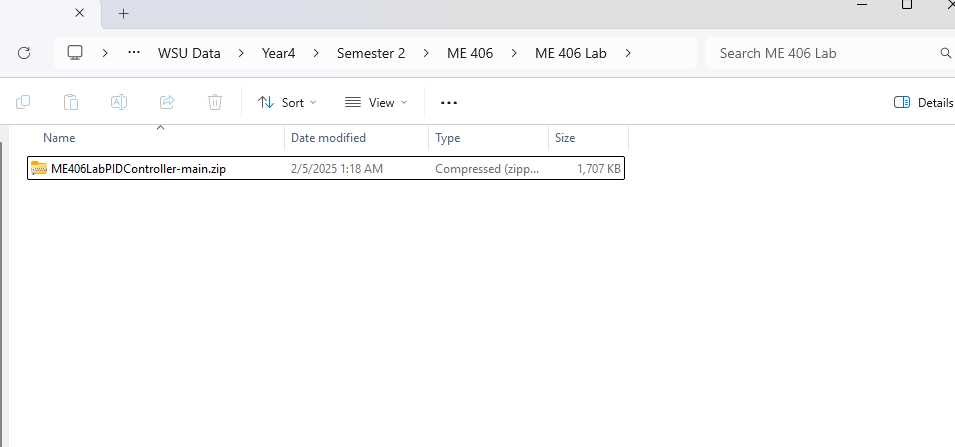 WSU Data Year4 Semester 2 ME 406 ME 406 Lab Search ME 406 Lab
Sort View Details
Name Date modified Type Size
ME406LabPIDController-main.zip 2/5/2025 1:18 AM Compressed (zipp... 1,707 KB